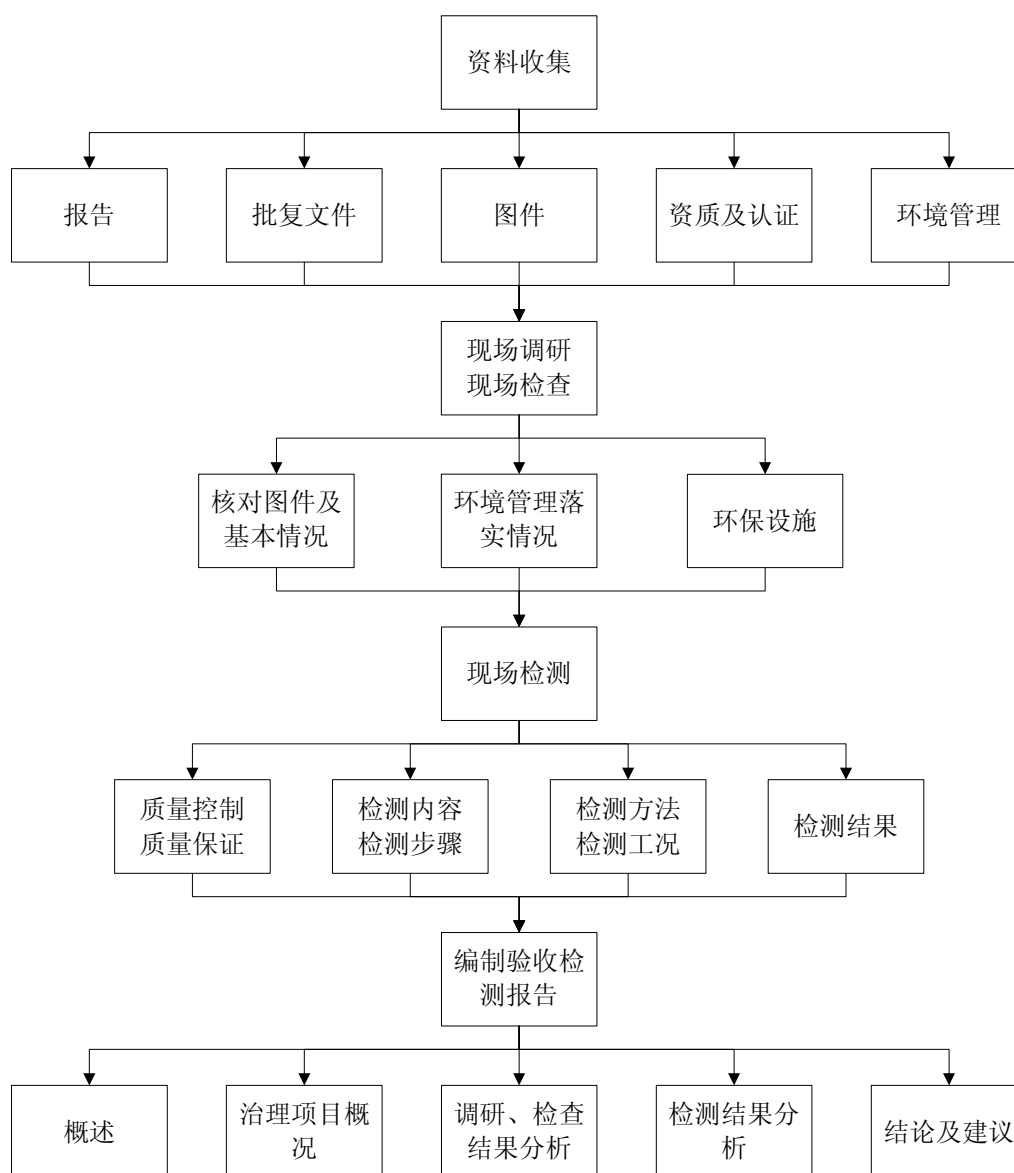 资料收集
报告
批复文件
图件
资质及认证
环境管理
现场调研
现场检查
核对图件及
基本情况
环境管理落
实情况
环保设施
现场检测
质量控制
质量保证
检测内容
检测步骤
检测方法
检测工况
检测结果
编制验收检
测报告
概述
治理项目概
况
调研、检查
结果分析
检测结果分
析
结论及建议